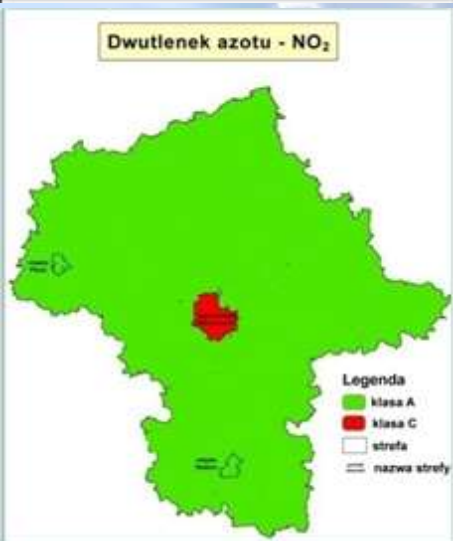 Dwutlenek azotu - NO₂
Legenda
klasa A
klasa C
strefa
nazwa strefy